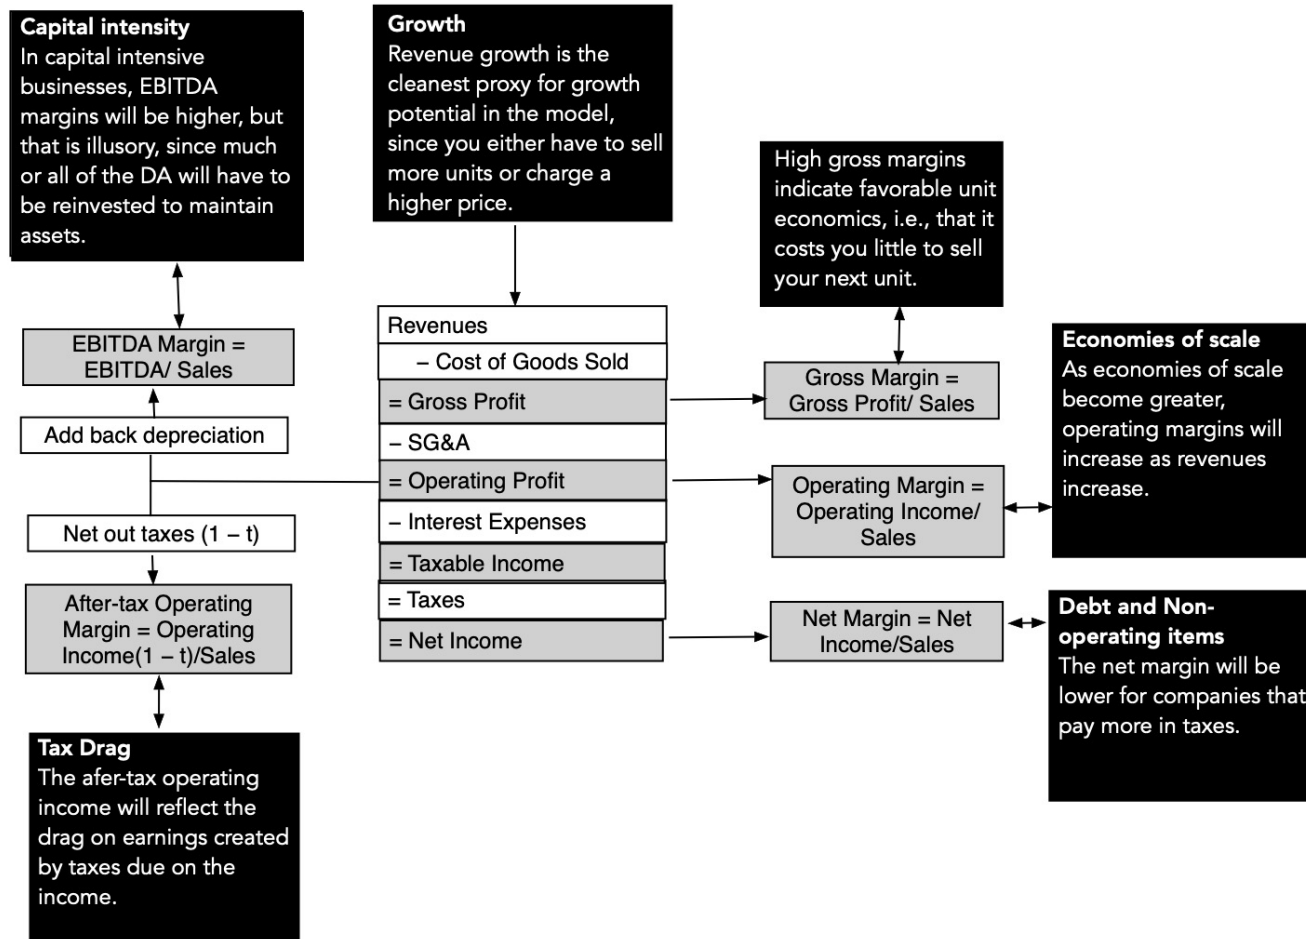 Capital intensity
In capital intensive
businesses, EBITDA
margins will be higher, but
that is illusory, since much
or all of the DA will have to
be reinvested to maintain
assets.
Growth
Revenue growth is the
cleanest proxy for growth
potential in the model,
since you either have to sell
more units or charge a
higher price.
High gross margins
indicate favorable unit
economics, i.e., that it
costs you little to sell
your next unit.
EBITDA Margin =
EBITDA/ Sales
Add back depreciation
Net out taxes (1 – t)
After-tax Operating
Margin = Operating
Income(1 – t)/Sales
Tax Drag
The afer-tax operating
income will reflect the
drag on earnings created
by taxes due on the
income.
Revenues
– Cost of Goods Sold
= Gross Profit
– SG&A
= Operating Profit
– Interest Expenses
= Taxable Income
= Taxes
= Net Income
Gross Margin =
Gross Profit/ Sales
Operating Margin =
Operating Income/
Sales
Net Margin = Net
Income/Sales
Economies of scale
As economies of scale
become greater,
operating margins will
increase as revenues
increase.
Debt and Non-
operating items
The net margin will be
lower for companies that
pay more in taxes.